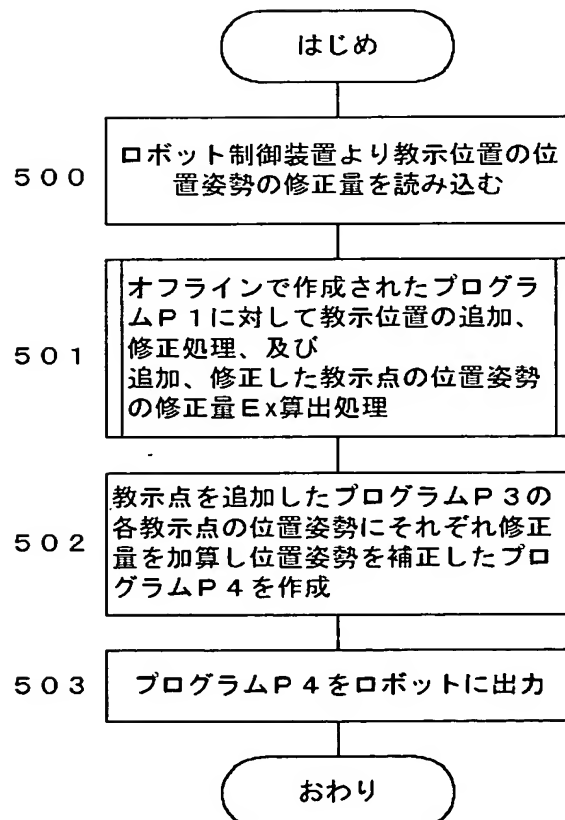 はじめ
500
ロボット制御装置より教示位置の位
置姿勢の修正量を読み込む
501
オフラインで作成されたプログラ
ムP1に対して教示位置の追加、
修正処理、及び
追加、修正した教示点の位置姿勢
の修正量Ex算出処理
502
教示点を追加したプログラムP3の
各教示点の位置姿勢にそれぞれ修正
量を加算し位置姿勢を補正したプロ
グラムP4を作成
503
プログラムP4をロボットに出力
おわり